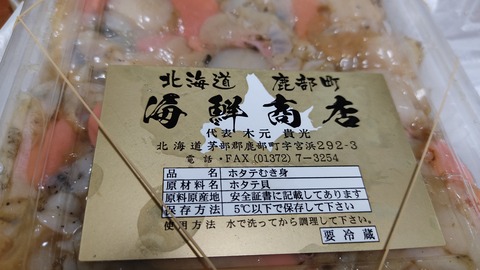 北海道 鹿部町
海鮮商店
代表 木元 貴光
北海道茅部郡鹿部町字宮浜292-3
電話・FAX(01372)7-3254
品名 ホタテむき身
原材料名 ホタテ貝
原料原産地 安全証書に記載してあります
保存方法 5℃以下で保存して下さい
使用方法 水で洗ってから調理して下さい。
要冷蔵